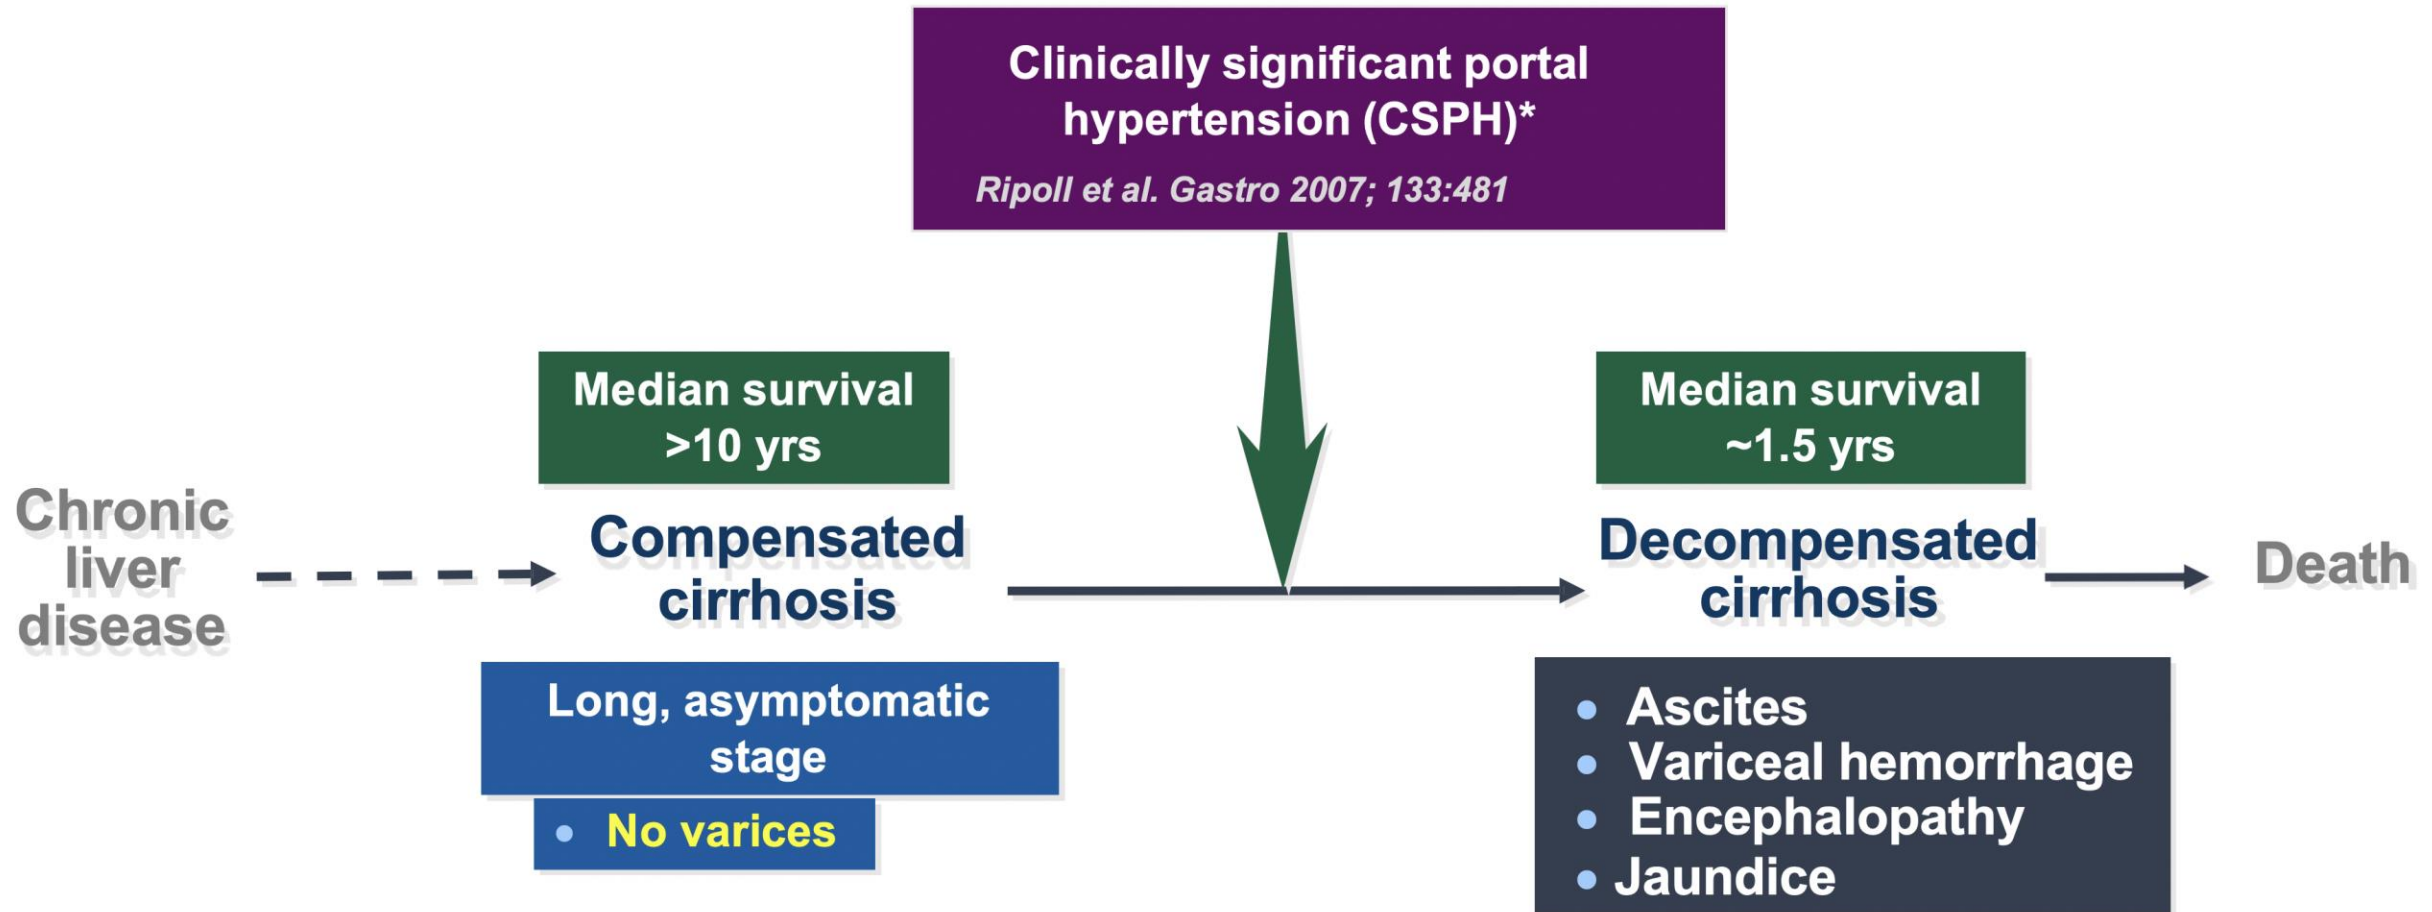 Clinically significant portal
hypertension (CSPH)*
Ripoll et al. Gastro 2007; 133:481
Median survival
>10 yrs
Median survival
~1.5 yrs
Chronic
liver
disease
Compensated
cirrhosis
Decompensated
cirrhosis
Death
Long, asymptomatic
stage
• No varices
• Ascites
• Variceal hemorrhage
• Encephalopathy
• Jaundice